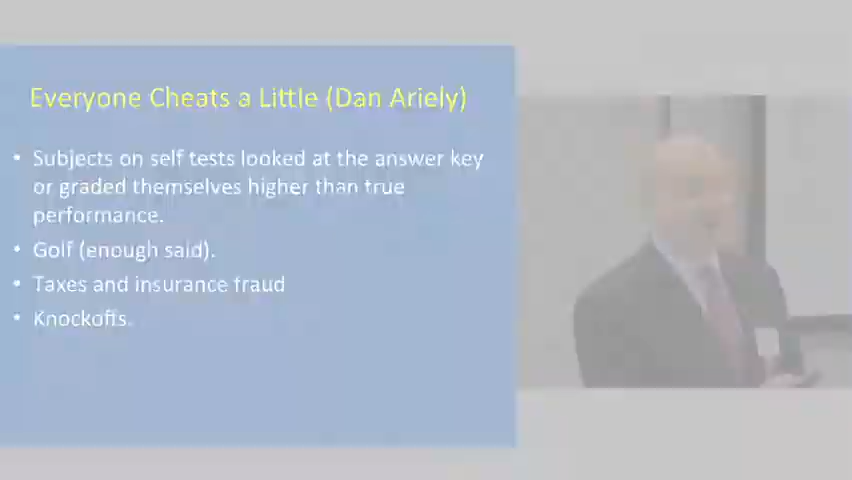 Everyone Cheats a Little (Dan Ariely)
• Subjects on self tests looked at the answer key
or graded themselves higher than true
performance.
• Golf (enough said).
• Taxes and insurance fraud
• Knockoffs.